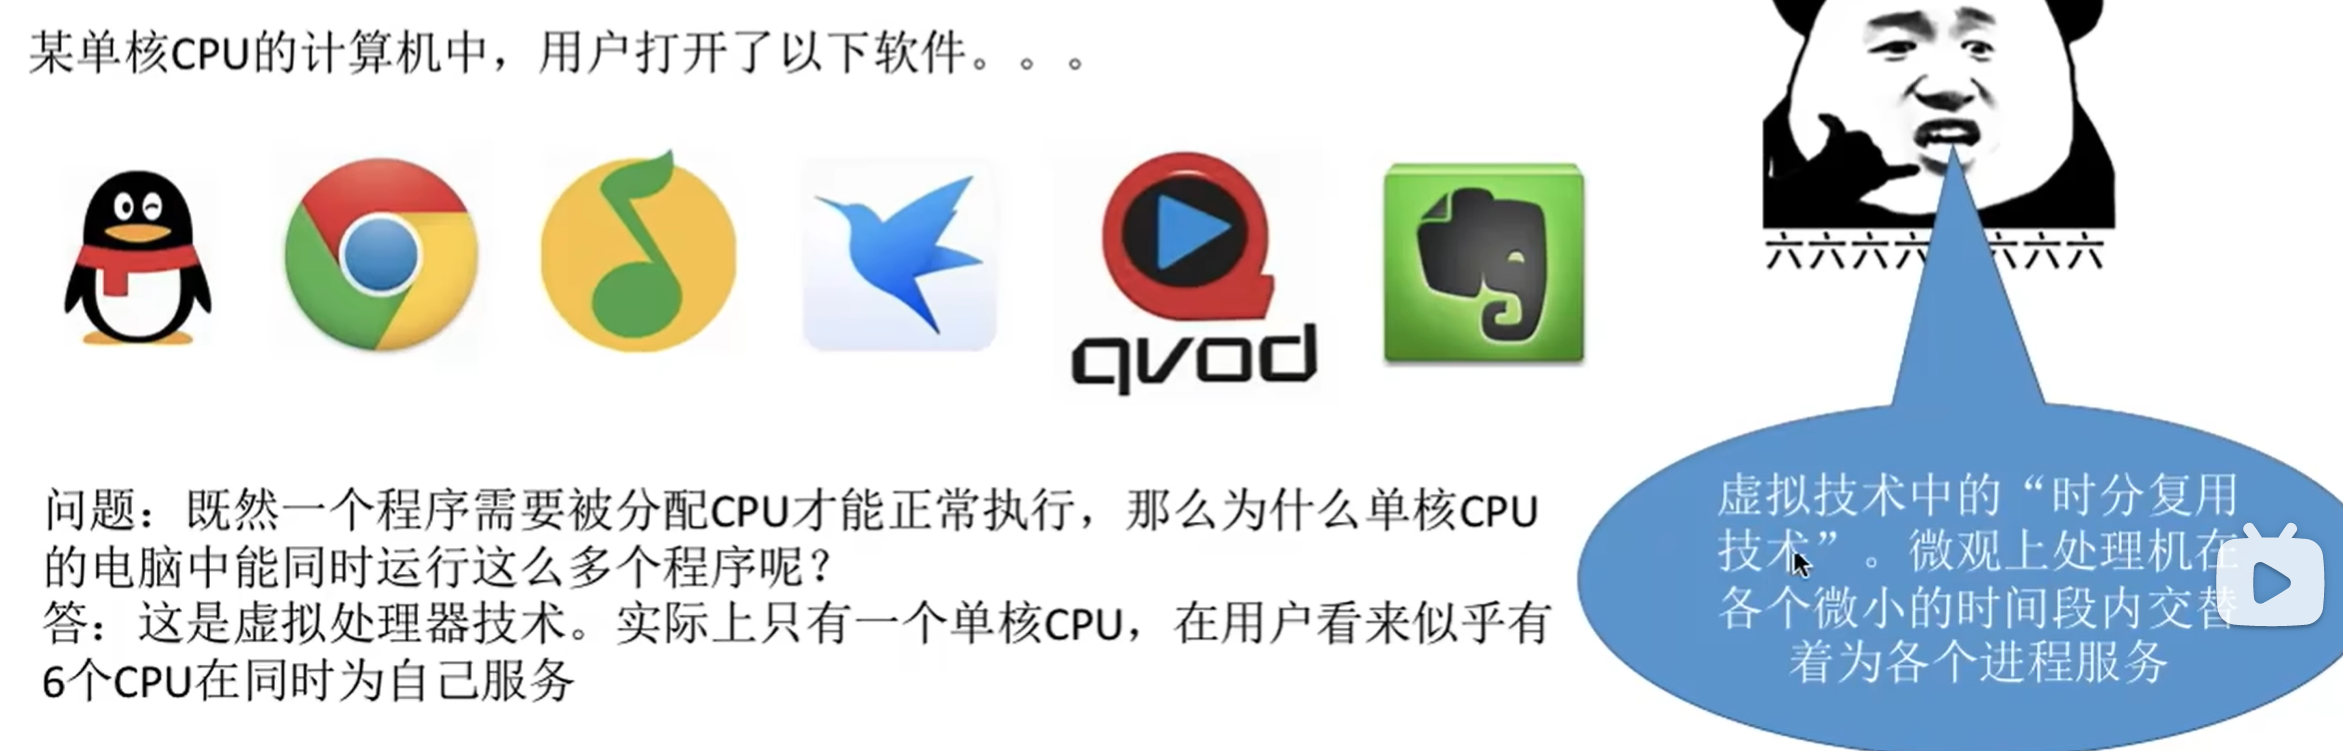 某单核CPU的计算机中，用户打开了以下软件。。。
qvod
六六六六六六六
问题：既然一个程序需要被分配CPU才能正常执行，那么为什么单核CPU
的电脑中能同时运行这么多个程序呢？
答：这是虚拟处理器技术。实际上只有一个单核CPU，在用户看来似乎有
6个CPU在同时为自己服务
虚拟技术中的“时分复用
技术”。微观上处理机在
各个微小的时间段内交替
着为各个进程服务